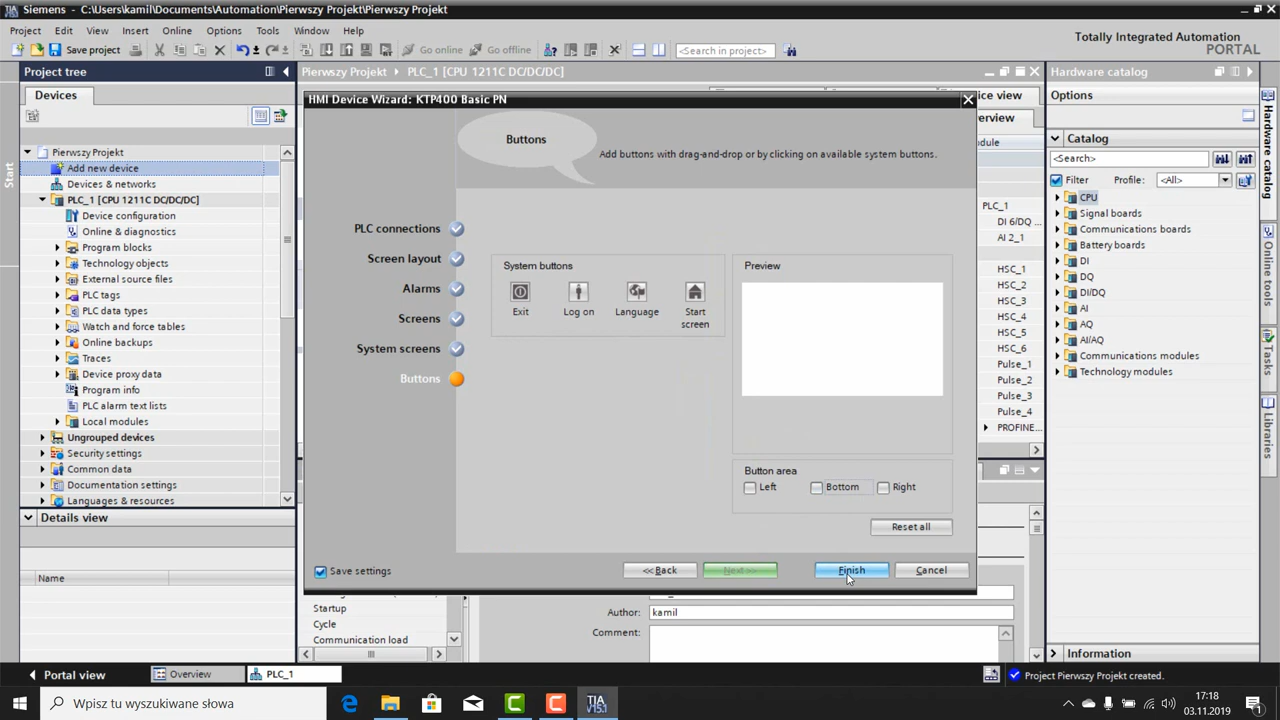 Siemens - C:\Users\kamil\Documents\Automation\Pierwszy Projekt\Pierwszy Projekt
Project Edit View Insert Online Options Window Help
Totally Integrated Automation
PORTAL
Save project
Go online
Go offline
<Search in project>
Project tree
Pierwszy Projekt
PLC_1 [CPU 1211C DC/DC/DC]
Hardware catalog
Devices
Options
Start
Pierwszy Projekt
Add new device
Devices & networks
PLC_1 [CPU 1211C DC/DC/DC]
Device configuration
Online & diagnostics
Program blocks
Technology objects
External source files
PLC tags
PLC data types
Watch and force tables
Online backups
Traces
Device proxy data
Program info
PLC alarm text lists
Local modules
Ungrouped devices
Security settings
Common data
Documentation settings
Languages & resources
Details view
Name
HMI Device Wizard: KTP400 Basic PN
Buttons
Add buttons with drag-and-drop or by clicking the available system buttons.
PLC connections
Screen layout
Alarms
Screens
System screens
Buttons
System buttons
Exit
Log on
Language
Start
screen
Preview
Button area
Left
Bottom
Right
Reset all
Save settings
<<Back
Next>>
Finish
Cancel
Startup
Cycle
Communication load
Author:
kamil
Comment:
PLC_1
DI 6/DQ ...
AI 2_1
HSC_1
HSC_2
HSC_3
HSC_4
HSC_5
HSC_6
Pulse_1
Pulse_2
Pulse_3
Pulse_4
PROFINE...
Catalog
<Search>
Filter
Profile:
<All>
CPU
Signal boards
Communications boards
Battery boards
DI
DQ
DI/DQ
AI
AQ
AI/AQ
Communications modules
Technology modules
Information
Hardware catalog
Online tools
Tasks
Libraries
Portal view
Overview
PLC_1
Project Pierwszy Projekt created.
Wpisz tu wyszukiwane słowa
TIA
V15.1
17:18
03.11.2019
1